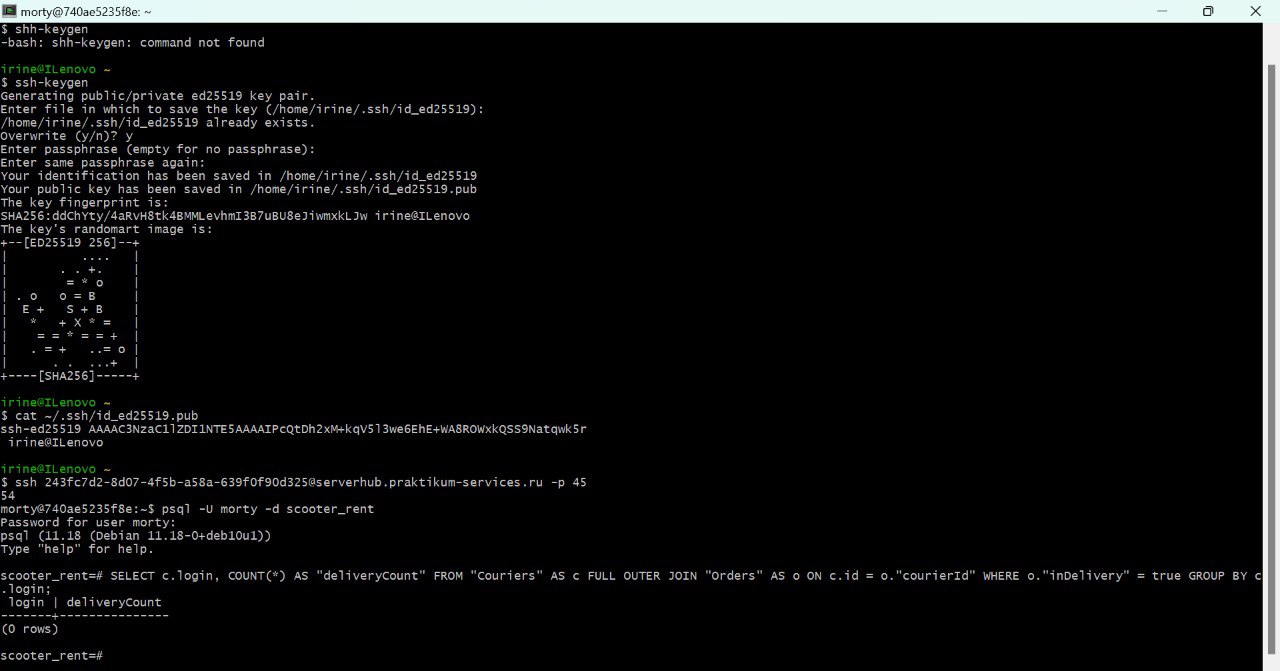 morty@740ae5235f8e: ~
$ shh-keygen
-bash: shh-keygen: command not found
irine@ILenovo ~
$ ssh-keygen
Generating public/private ed25519 key pair.
Enter file in which to save the key (/home/irine/.ssh/id_ed25519):
/home/irine/.ssh/id_ed25519 already exists.
Overwrite (y/n)? y
Enter passphrase (empty for no passphrase):
Enter same passphrase again:
Your identification has been saved in /home/irine/.ssh/id_ed25519
Your public key has been saved in /home/irine/.ssh/id_ed25519.pub
The key fingerprint is:
SHA256:ddChYty/4aRvH8tk4BMMLevhmI3B7uBU8eJiwmxkLJw irine@ILenovo
The key's randomart image is:
+--[ED25519 256]--+
|          ....   |
|       . . +.    |
|        = * o    |
| . o   o = B     |
|  E +   S + B    |
|   *   + X * =   |
|    = = * = = +  |
|   . = +   ..= o |
|      . .  ...+  |
+----[SHA256]-----+
irine@ILenovo ~
$ cat ~/.ssh/id_ed25519.pub
ssh-ed25519 AAAAC3NzaC1lZDI1NTE5AAAAIPcQtDh2xM+kqV5l3we6EhE+WA8ROWxkQSS9Natqwk5r
irine@ILenovo
irine@ILenovo ~
$ ssh 243fc7d2-8d07-4f5b-a58a-639f0f90d325@serverhub.praktikum-services.ru -p 45
54
morty@740ae5235f8e:~$ psql -U morty -d scooter_rent
Password for user morty:
psql (11.18 (Debian 11.18-0+deb10u1))
Type "help" for help.
scooter_rent=# SELECT c.login, COUNT(*) AS "deliveryCount" FROM "Couriers" AS c FULL OUTER JOIN "Orders" AS o ON c.id = o."courierId" WHERE o."inDelivery" = true GROUP BY c
.login;
login | deliveryCount
-------+---------------
(0 rows)
scooter_rent=#